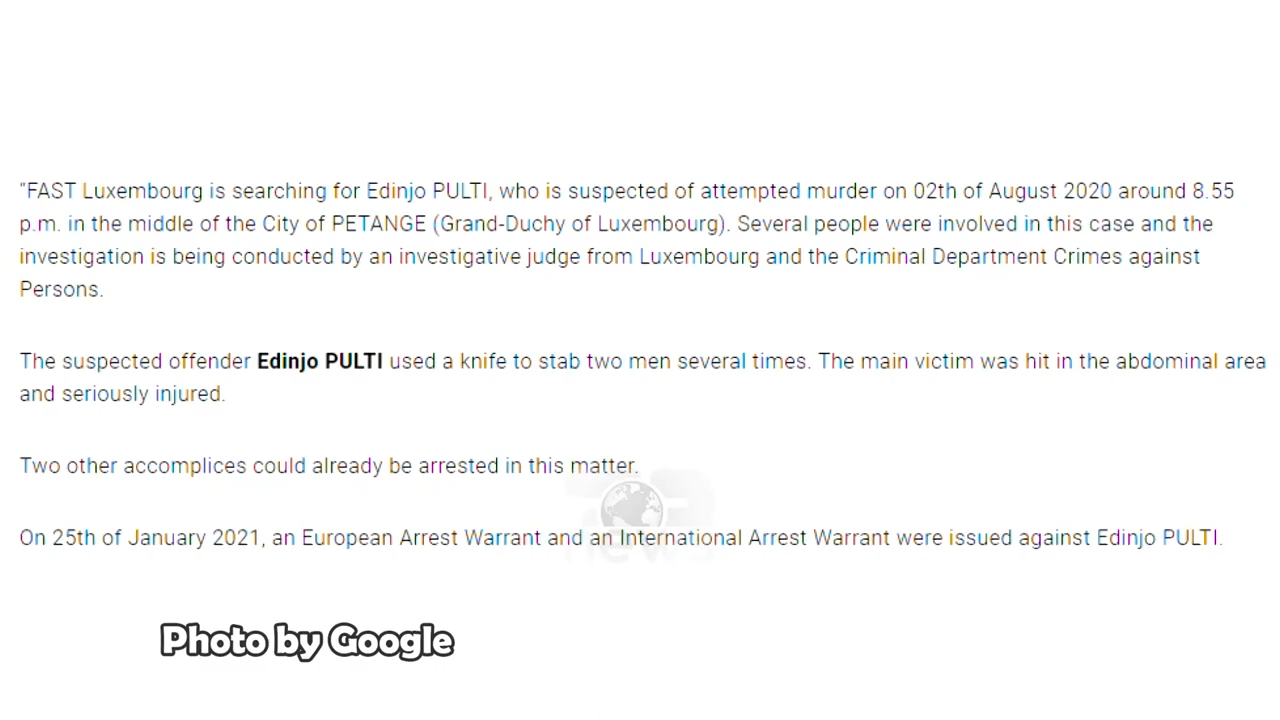 "FAST Luxembourg is searching for Edinjo PULTI, who is suspected of attempted murder on 02th of August 2020 around 8.55
p.m. in the middle of the City of PETANGE (Grand-Duchy of Luxembourg). Several people were involved in this case and the
investigation is being conducted by an investigative judge from Luxembourg and the Criminal Department Crimes against
Persons.
The suspected offender Edinjo PULTI used a knife to stab two men several times. The main victim was hit in the abdominal area
and seriously injured.
Two other accomplices could already be arrested in this matter.
On 25th of January 2021, an European Arrest Warrant and an International Arrest Warrant were issued against Edinjo PULTI.
news
Photo by Google